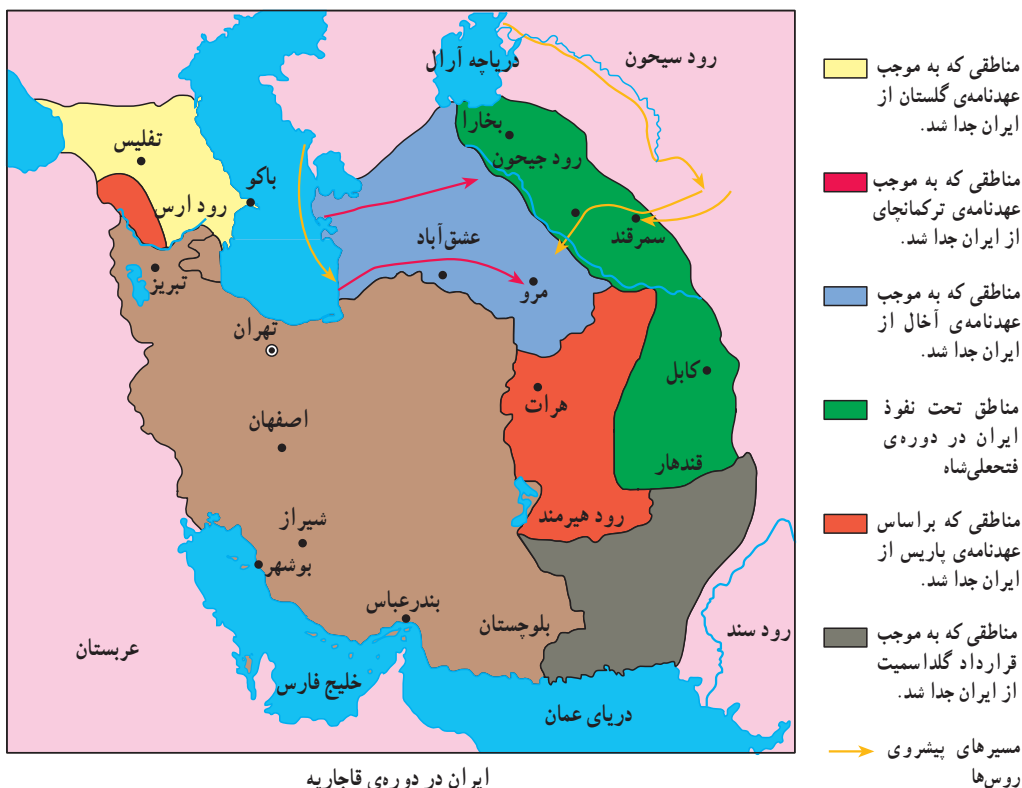 دریاچه آرال
رود سیحون
بخارا
رود جیحون
تفلیس
باکو
رود ارس
سمرقند
عشق‌آباد
مرو
تبریز
تهران
کابل
هرات
اصفهان
قندهار
رود هیرمند
شیراز
بوشهر
بندرعباس
بلوچستان
رود سند
عربستان
خلیج فارس
دریای عمان
ایران در دوره‌ی قاجاریه
مناطقی که به موجب
عهدنامه‌ی گلستان از
ایران جدا شد.
مناطقی که به موجب
عهدنامه‌ی ترکمانچای
از ایران جدا شد.
مناطقی که به موجب
عهدنامه‌ی آخال از
ایران جدا شد.
مناطق تحت نفوذ
ایران در دوره‌ی
فتحعلی‌شاه
مناطقی که براساس
عهدنامه‌ی پاریس از
ایران جدا شد.
مناطقی که به موجب
قرارداد گلداسمیت
از ایران جدا شد.
مسیرهای پیشروی
روس‌ها